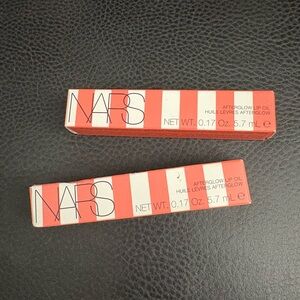 NARS
AFTERGLOW LIP OIL
HUILE LÈVRES AFTERGLOW
NET WT. 0.17 Oz. 5.7 mL ℮
NARS
AFTERGLOW LIP OIL
HUILE LÈVRES AFTERGLOW
NET WT. 0.17 Oz. 5.7 mL ℮